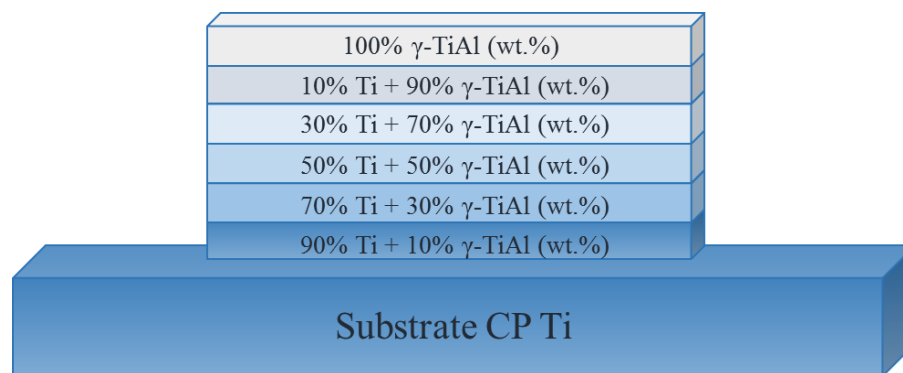 100% γ-TiAl (wt.%)
10% Ti + 90% γ-TiAl (wt.%)
30% Ti + 70% γ-TiAl (wt.%)
50% Ti + 50% γ-TiAl (wt.%)
70% Ti + 30% γ-TiAl (wt.%)
90% Ti + 10% γ-TiAl (wt.%)
Substrate CP Ti